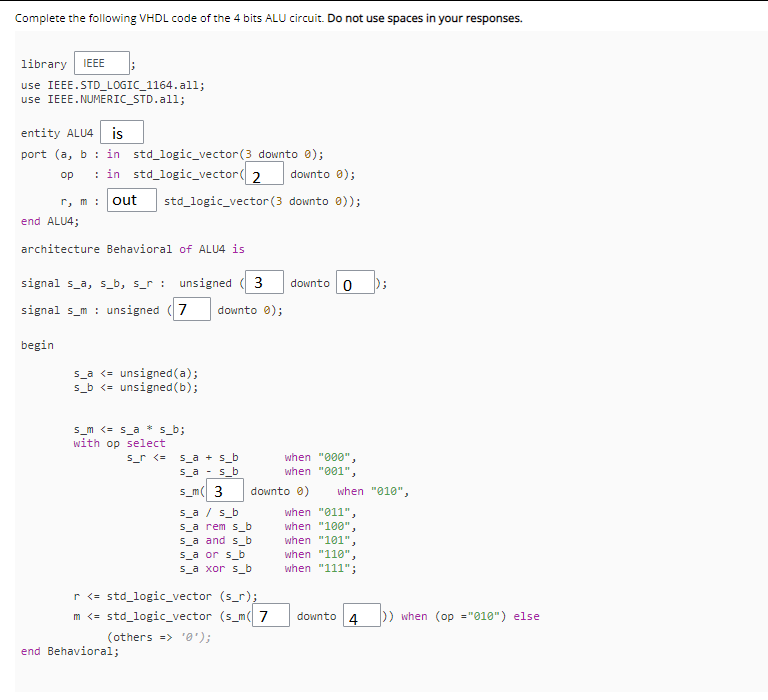 Complete the following VHDL code of the 4 bits ALU circuit. Do not use spaces in your responses.
library IEEE ;
use IEEE.STD_LOGIC_1164.all;
use IEEE.NUMERIC_STD.all;
entity ALU4 is
port (a, b : in std_logic_vector(3 downto 0);
op : in std_logic_vector( 2 downto 0);
r, m : out std_logic_vector(3 downto 0));
end ALU4;
architecture Behavioral of ALU4 is
signal s_a, s_b, s_r : unsigned ( 3 downto 0 );
signal s_m : unsigned ( 7 downto 0);
begin
s_a <= unsigned(a);
s_b <= unsigned(b);
s_m <= s_a * s_b;
with op select
s_r <= s_a + s_b when "000",
s_a - s_b when "001",
s_m( 3 downto 0) when "010",
s_a / s_b when "011",
s_a rem s_b when "100",
s_a and s_b when "101",
s_a or s_b when "110",
s_a xor s_b when "111";
r <= std_logic_vector (s_r);
m <= std_logic_vector (s_m( 7 downto 4 )) when (op ="010") else
(others => '0');
end Behavioral;